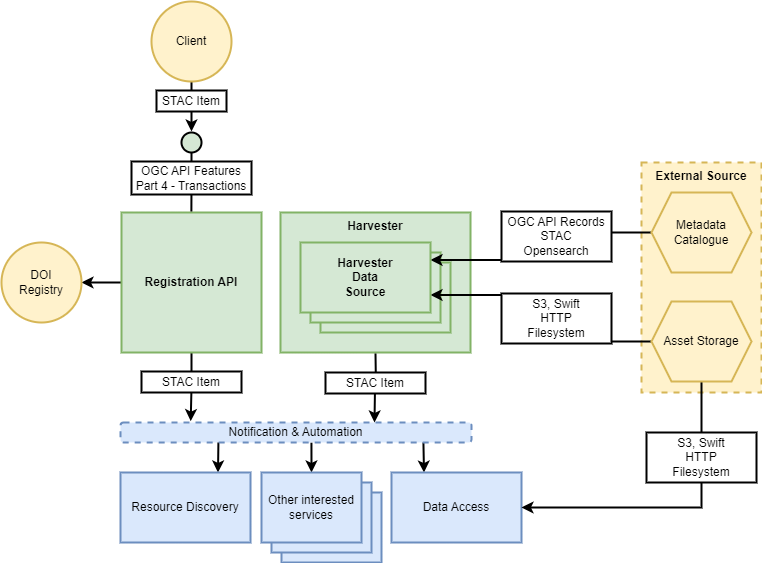 Client
STAC Item
OGC API Features
Part 4 - Transactions
External Source
Harvester
OGC API Records
STAC
Opensearch
Metadata
Catalogue
DOI
Registry
Registration API
Harvester
Data
Source
S3, Swift
HTTP
Filesystem
Asset Storage
STAC Item
STAC Item
Notification & Automation
S3, Swift
HTTP
Filesystem
Resource Discovery
Other interested
services
Data Access